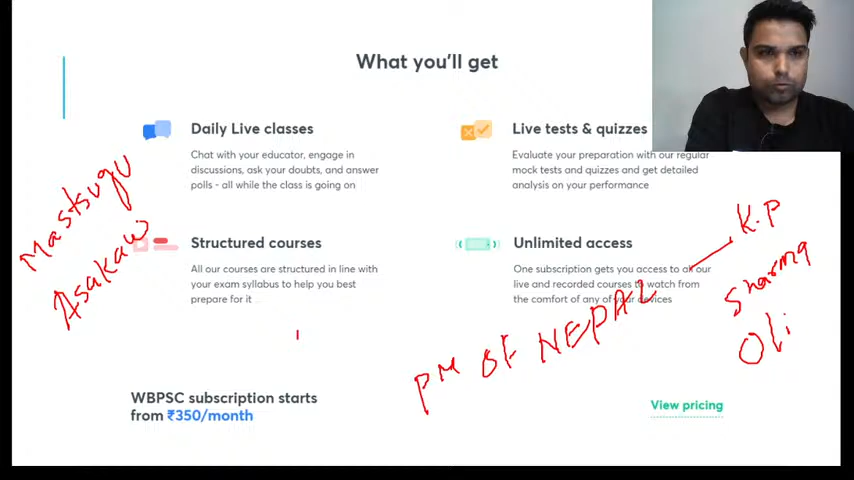 What you'll get
Daily Live classes
Chat with your educator, engage in
discussions, ask your doubts, and answer
polls - all while the class is going on
Live tests & quizzes
Evaluate your preparation with our regular
mock tests and quizzes and get detailed
analysis on your performance
Structured courses
All our courses are structured in line with
your exam syllabus to help you best
prepare for it
Unlimited access
One subscription gets you access to all our
live and recorded courses to watch from
the comfort of any of your devices
Mastsugu
Asakaw
PM OF NEPAL
K.P
Sharma
Oli
WBPSC subscription starts
from ₹350/month
View pricing